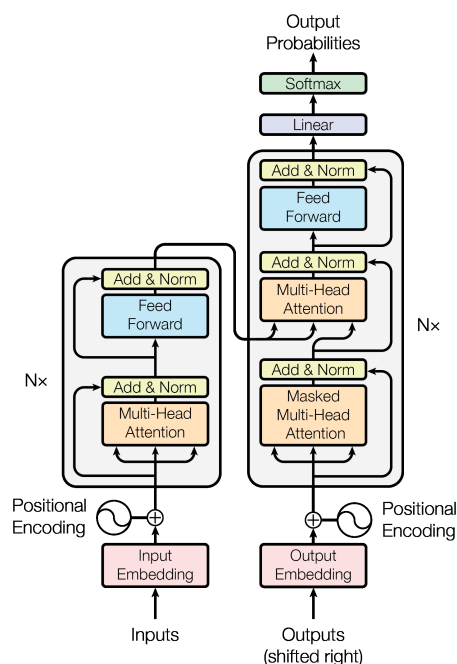 Output
Probabilities
Softmax
Linear
Add & Norm
Feed
Forward
Add & Norm
Multi-Head
Attention
Add & Norm
Masked
Multi-Head
Attention
N×
Add & Norm
Feed
Forward
Add & Norm
Multi-Head
Attention
N×
Positional
Encoding
Positional
Encoding
Input
Embedding
Output
Embedding
Inputs
Outputs
(shifted right)